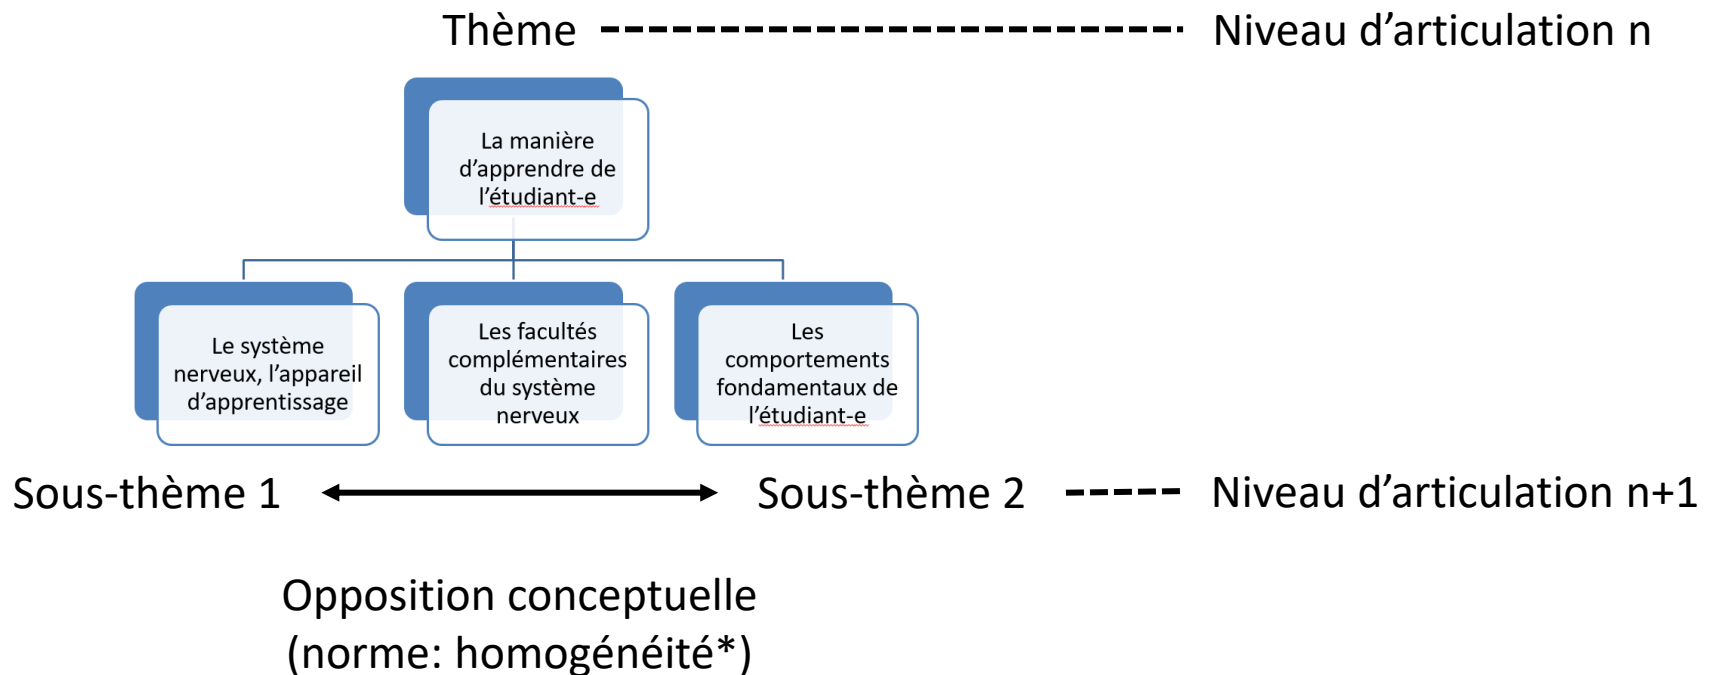 Thème
Niveau d’articulation n
La manière
d’apprendre de
l’étudiant-e
Le système
nerveux, l’appareil
d’apprentissage
Les facultés
complémentaires
du système
nerveux
Les
comportements
fondamentaux de
l’étudiant-e
Sous-thème 1
Sous-thème 2
Niveau d’articulation n+1
Opposition conceptuelle
(norme: homogénéité*)